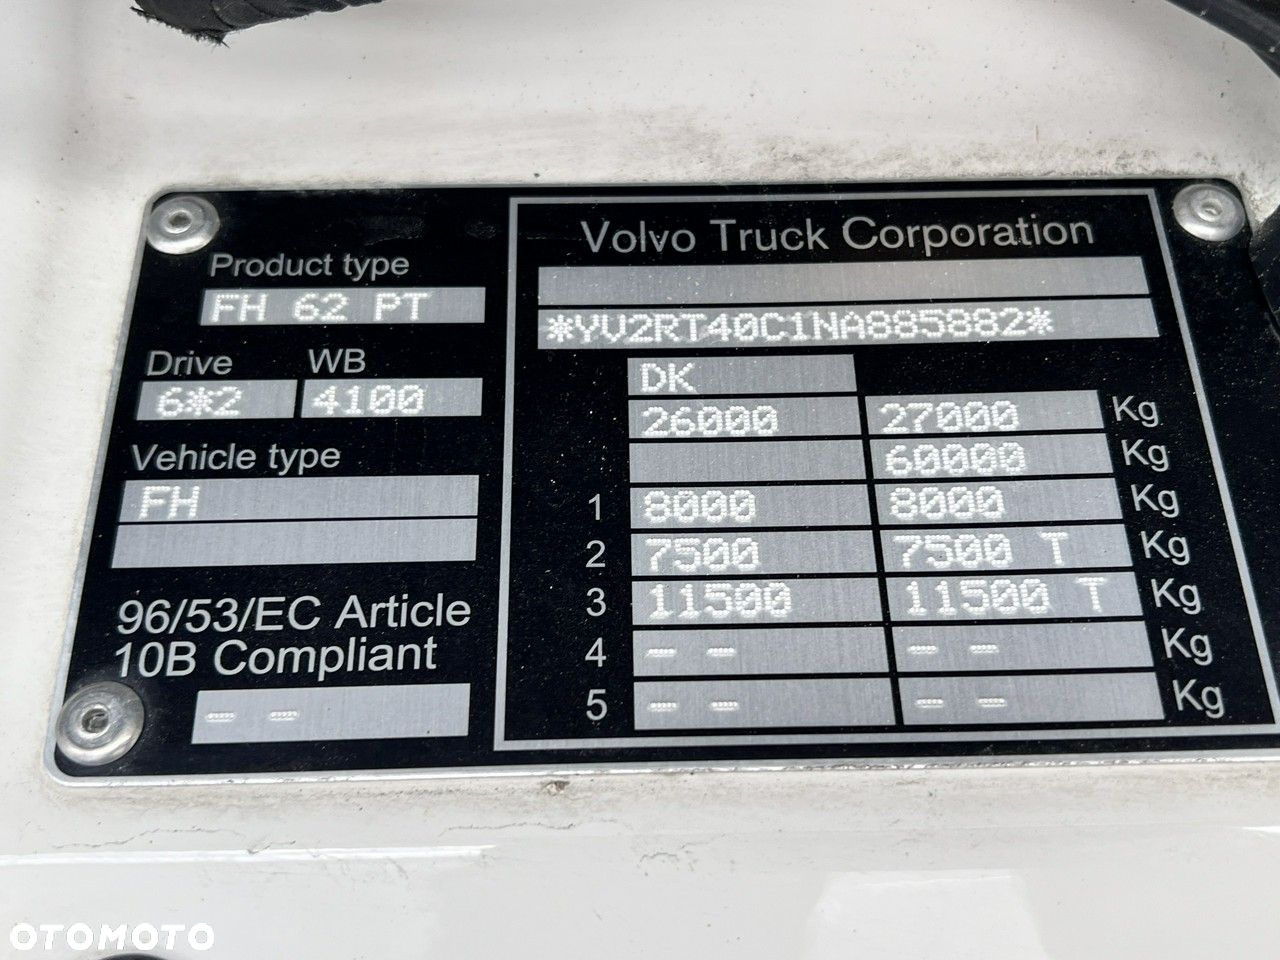 Product type
FH 62 PT
Drive WB
6*2 4100
Vehicle type
FH
96/53/EC Article
10B Compliant
-- --
Volvo Truck Corporation
*YV2RT40C1NA885882*
DK
26000 27000 Kg
60000 Kg
1 8000 8000 Kg
2 7500 7500 T Kg
3 11500 11500 T Kg
4 -- -- -- -- Kg
5 -- -- -- -- Kg
OTOMOTO